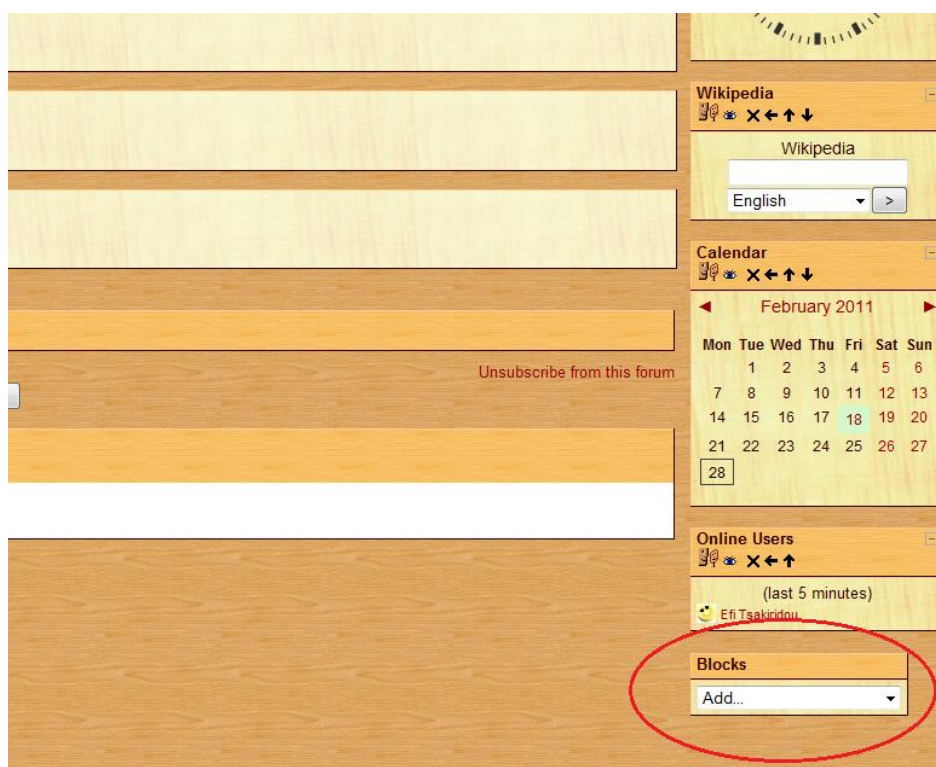 Wikipedia
Wikipedia
English
>
Calendar
◄ February 2011 ►
Mon Tue Wed Thu Fri Sat Sun
1 2 3 4 5 6
7 8 9 10 11 12 13
14 15 16 17 18 19 20
21 22 23 24 25 26 27
28
Unsubscribe from this forum
Online Users
(last 5 minutes)
Efi Tsakiridou
Blocks
Add...